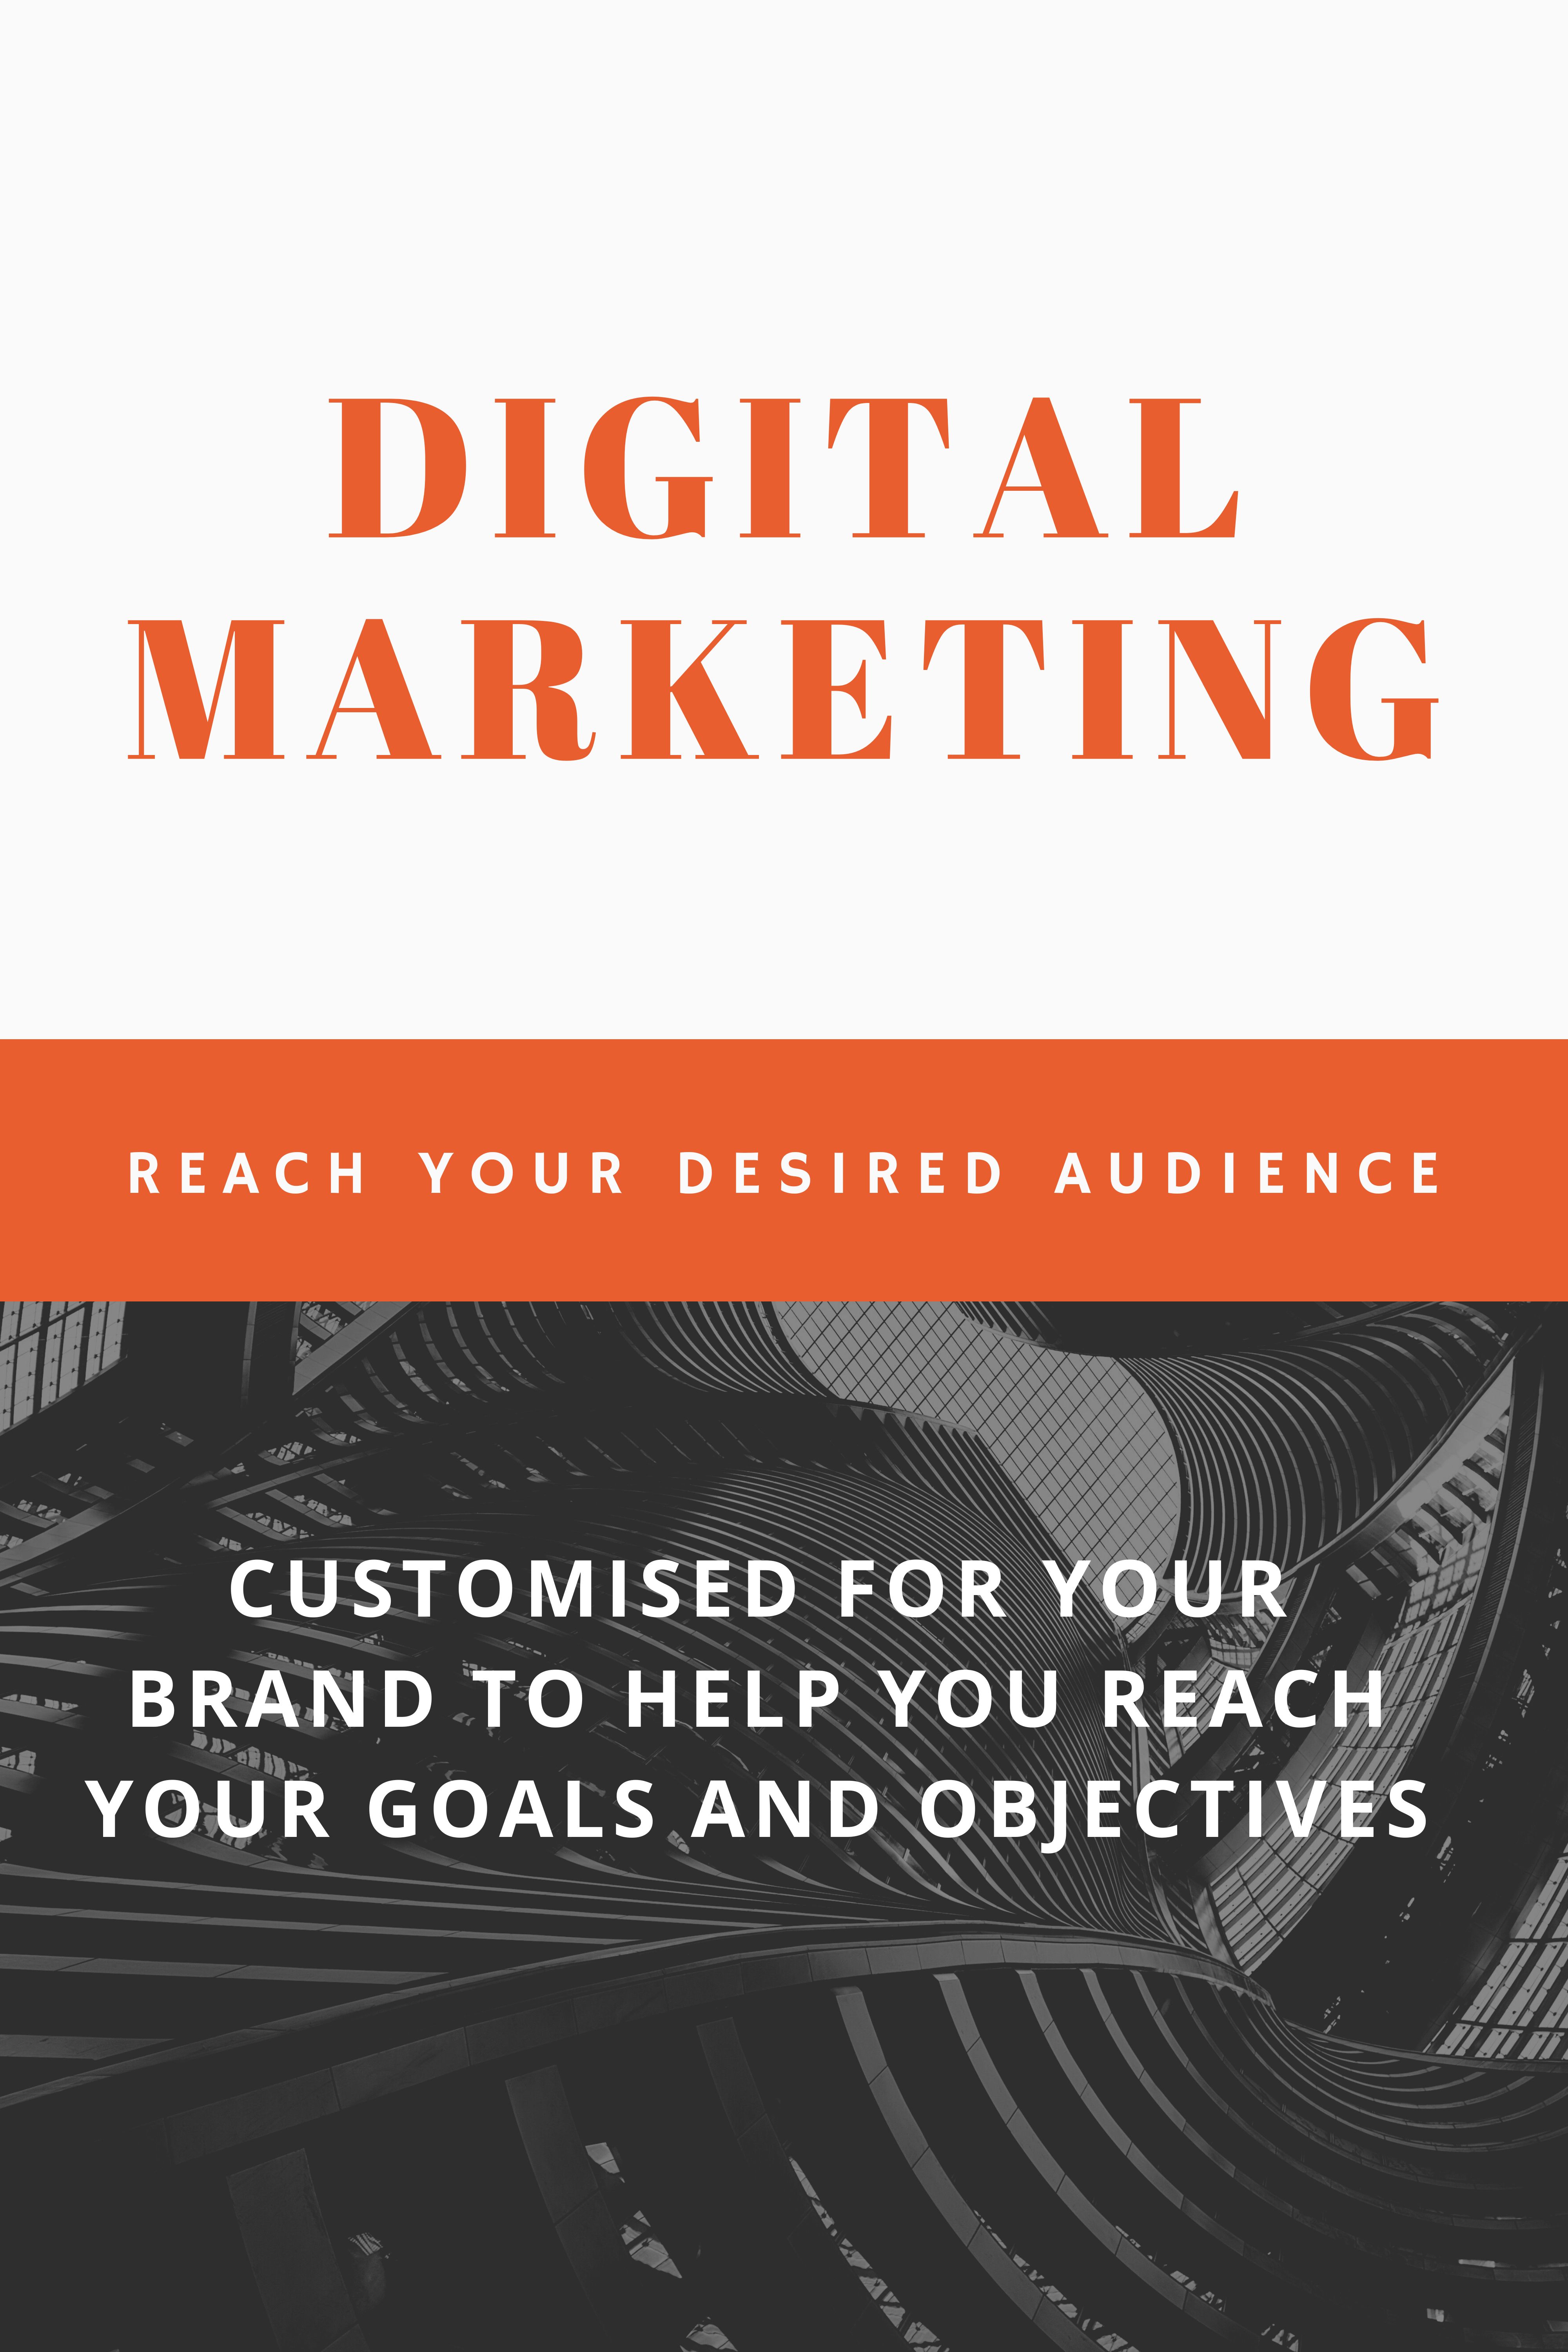 DIGITAL
MARKETING
REACH YOUR DESIRED AUDIENCE
CUSTOMISED FOR YOUR
BRAND TO HELP YOU REACH
YOUR GOALS AND OBJECTIVES